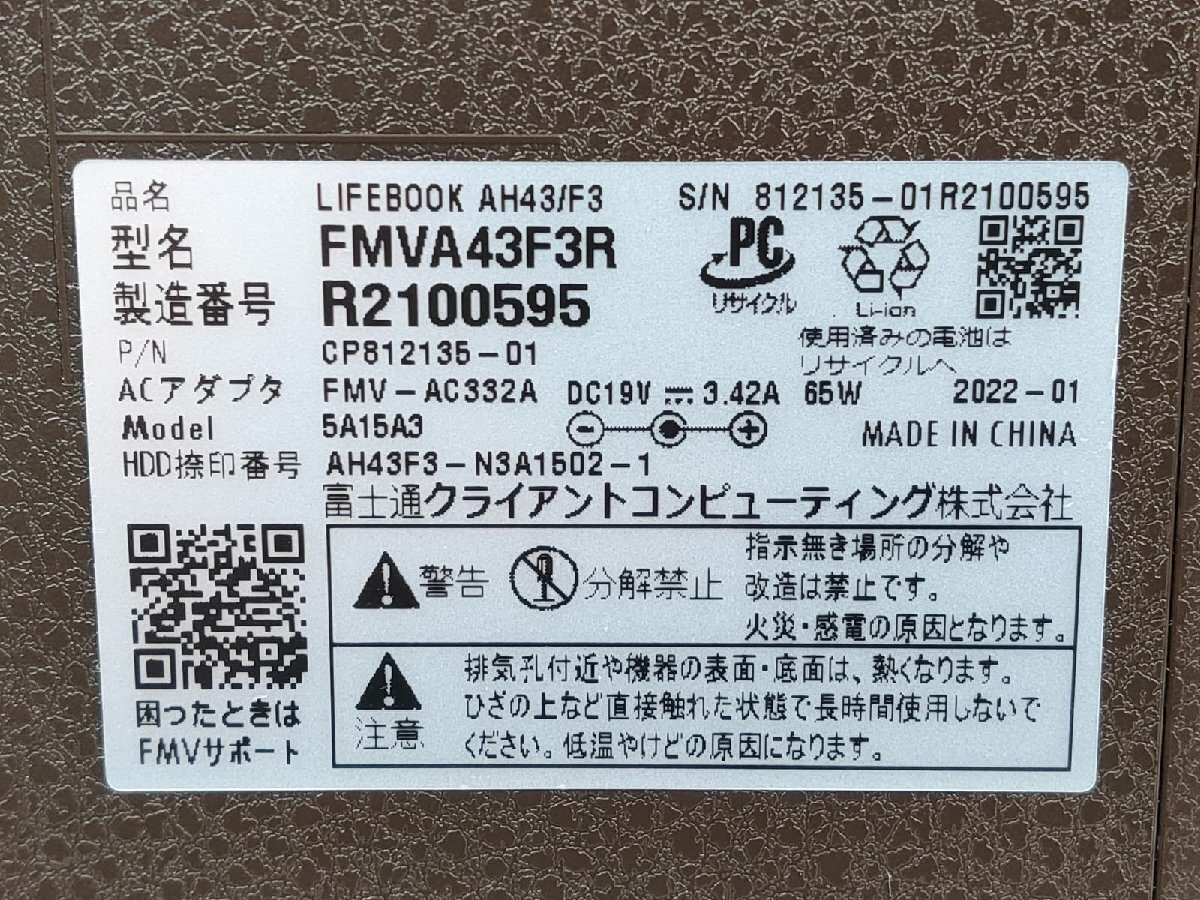 品名 LIFEBOOK AH43/F3 S/N 812135-01R2100595
型名 FMVA43F3R
製造番号 R2100595
PC
リサイクル
Li-ion
使用済みの電池は
リサイクルへ
P/N CP812135-01
ACアダプタ FMV-AC332A DC19V ⎓ 3.42A 65W 2022-01
Model 5A15A3
MADE IN CHINA
HDD捺印番号 AH43F3-N3A1502-1
富士通クライアントコンピューティング株式会社
警告 分解禁止
指示無き場所の分解や
改造は禁止です。
火災・感電の原因となります。
注意
排気孔付近や機器の表面・底面は、熱くなります。
ひざの上など直接触れた状態で長時間使用しないで
ください。低温やけどの原因になります。
困ったときは
FMVサポート